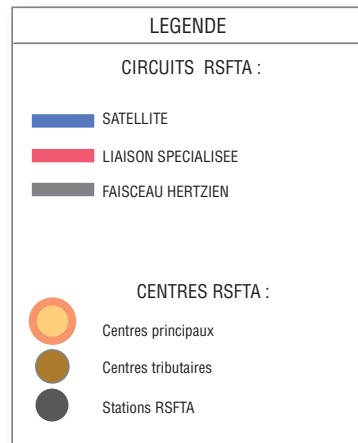 LEGENDE
CIRCUITS RSFTA :
SATELLITE
LIAISON SPECIALISEE
FAISCEAU HERTZIEN
CENTRES RSFTA :
Centres principaux
Centres tributaires
Stations RSFTA